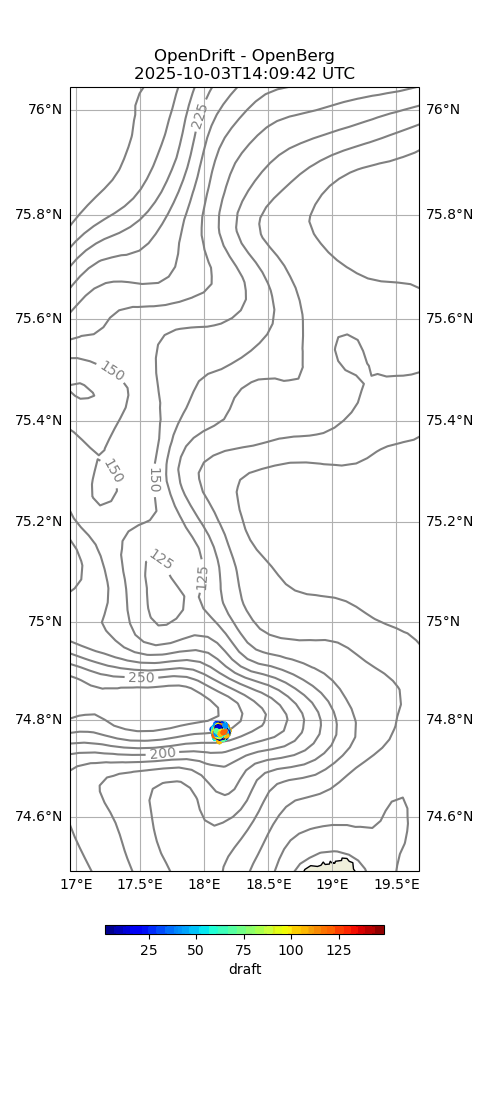 OpenDrift - OpenBerg
2025-10-03T14:09:42 UTC
76°N 76°N
225
75.8°N 75.8°N
75.6°N 75.6°N
150
75.4°N 75.4°N
150 150
75.2°N 75.2°N
125 125
75°N 75°N
250
74.8°N 74.8°N
200
74.6°N 74.6°N
17°E 17.5°E 18°E 18.5°E 19°E 19.5°E
25 50 75 100 125
draft